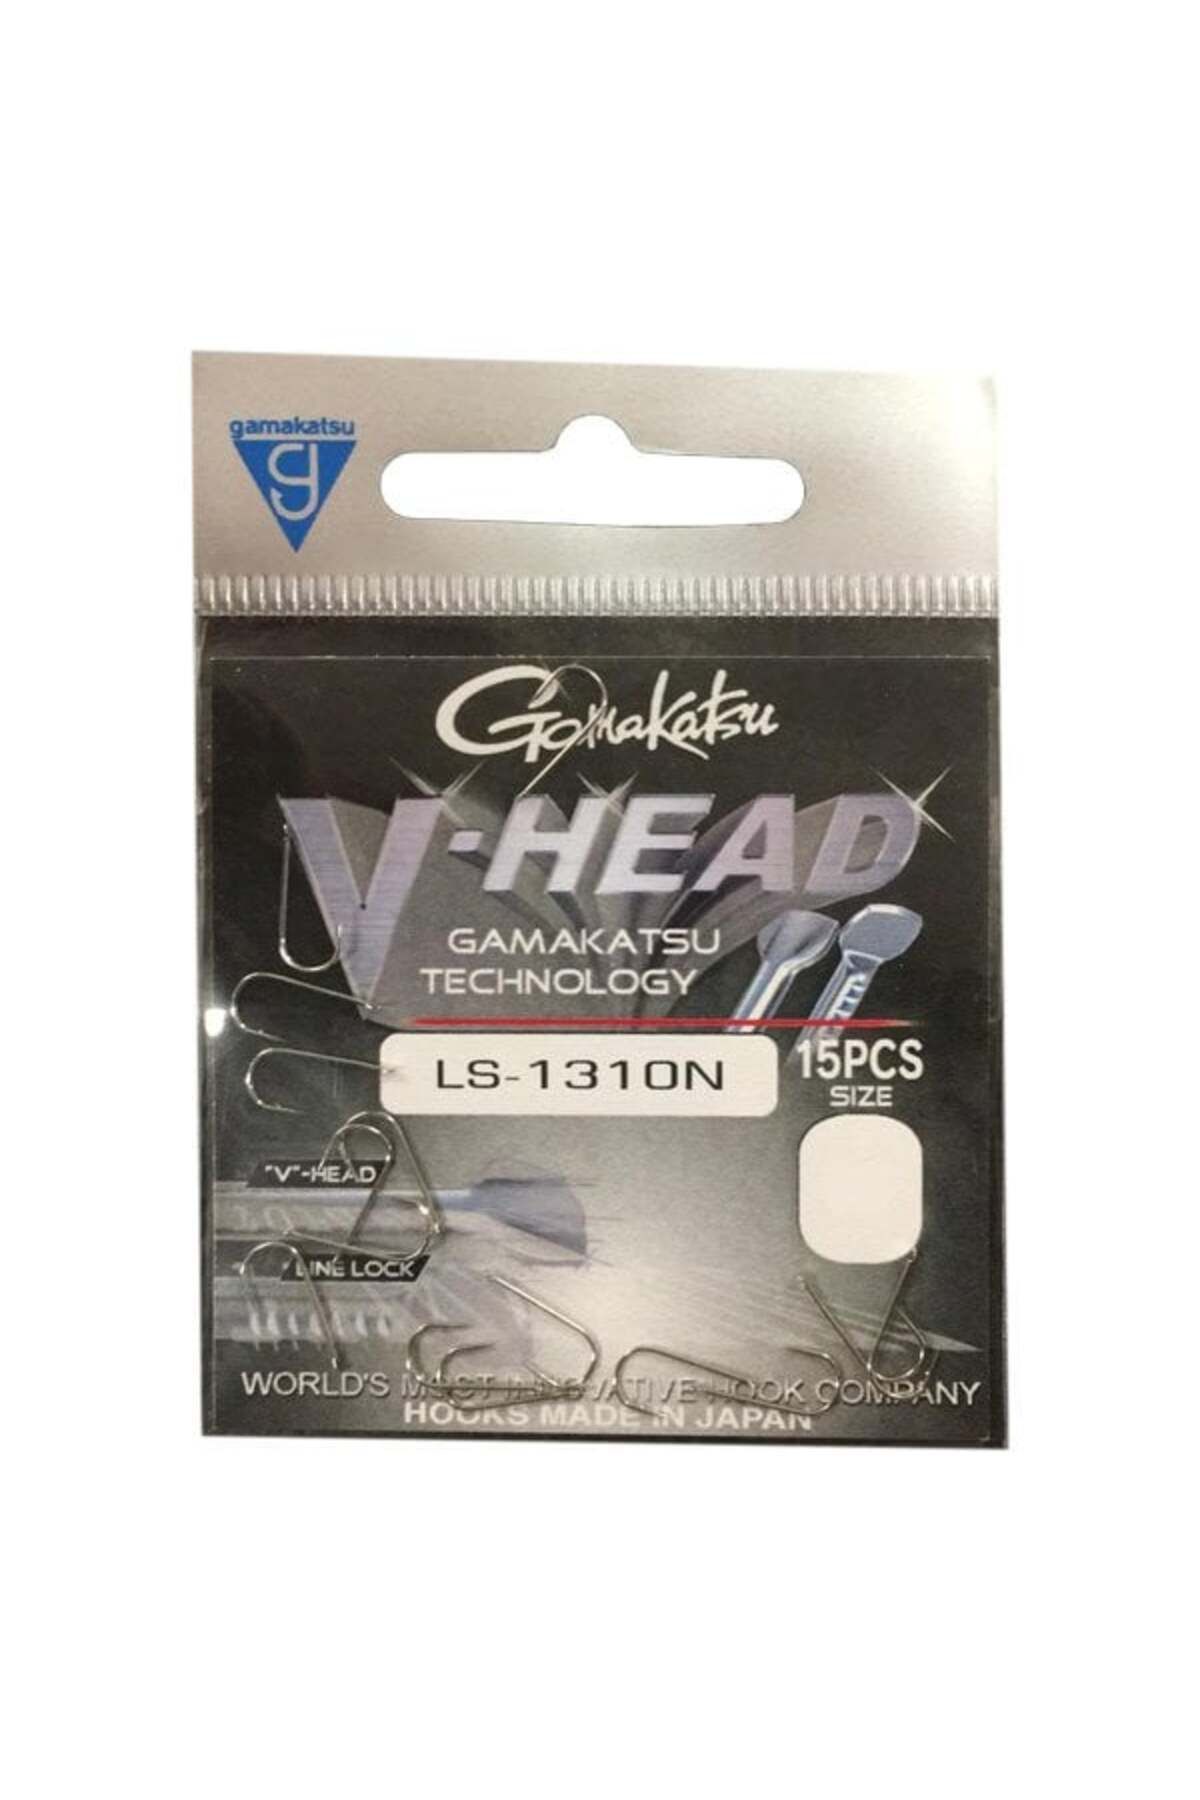 gamakatsu
Gamakatsu
V-HEAD
GAMAKATSU
TECHNOLOGY
LS-1310N
15PCS
SIZE
"V"-HEAD
LINE LOCK
WORLD'S MOST INNOVATIVE HOOK COMPANY
HOOKS MADE IN JAPAN